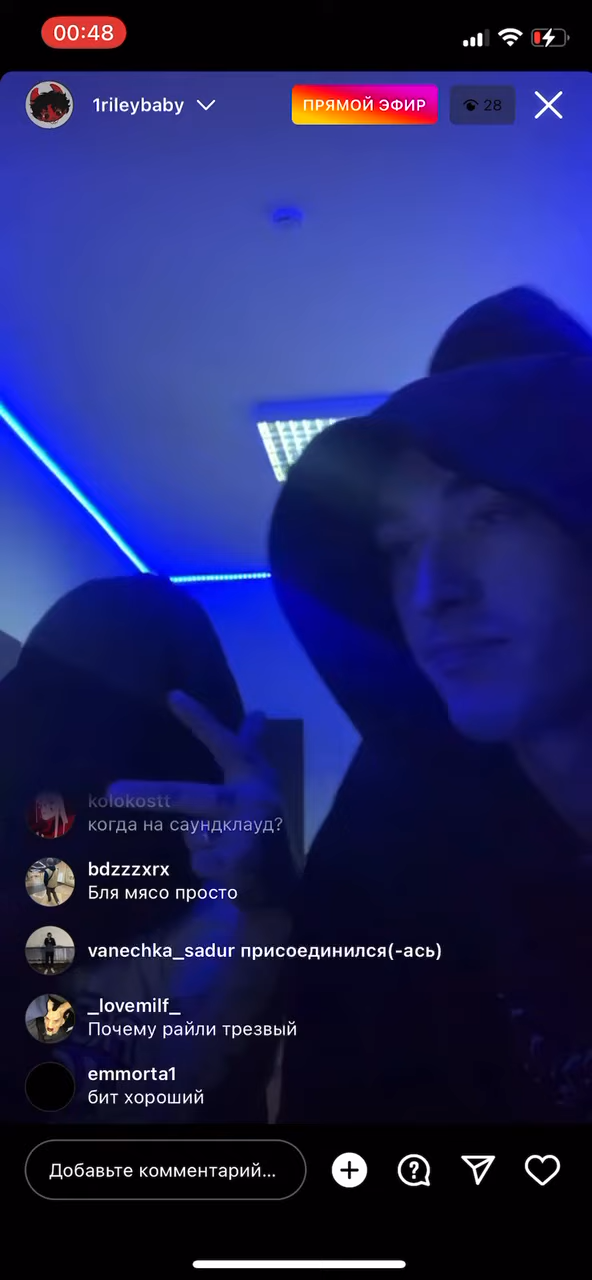 00:48
1rileybaby
ПРЯМОЙ ЭФИР
28
kolokostt
когда на саундклауд?
bdzzzxrx
Бля мясо просто
vanechka_sadur присоединился(-ась)
_lovemilf_
Почему райли трезвый
emmorta1
бит хороший
Добавьте комментарий...